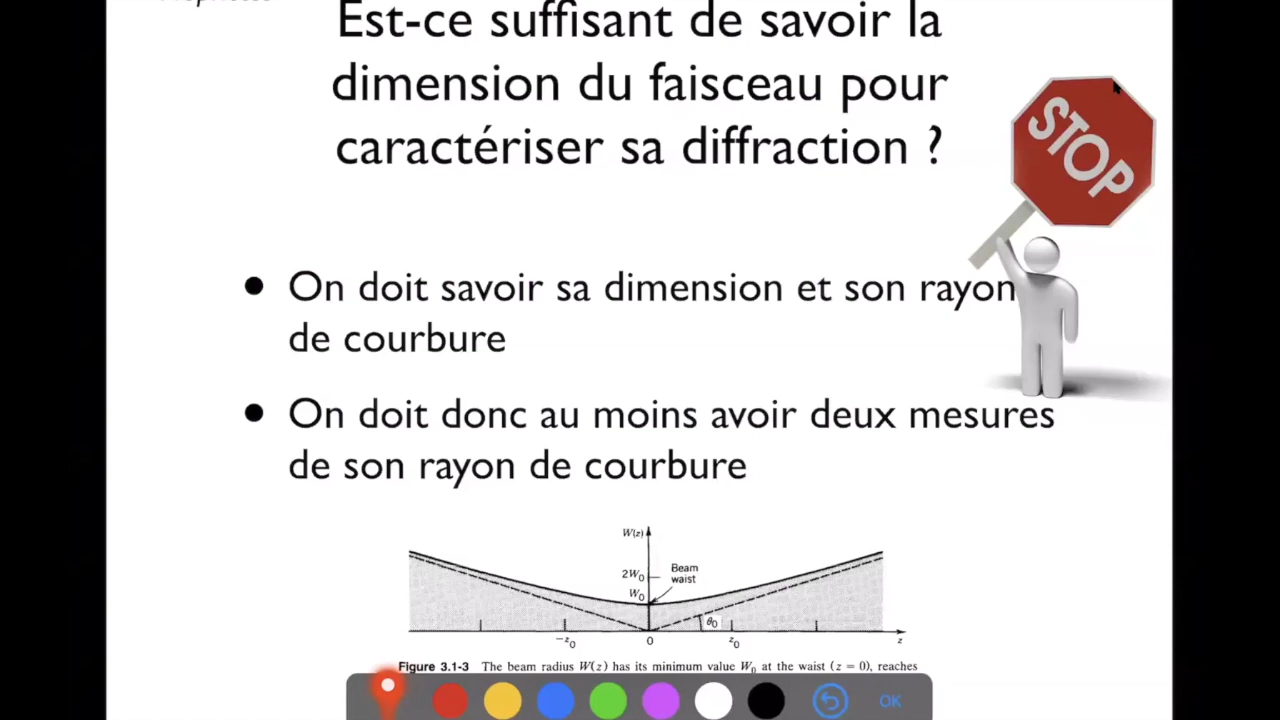 Est-ce suffisant de savoir la
dimension du faisceau pour
caractériser sa diffraction ?
STOP
• On doit savoir sa dimension et son rayon
de courbure
• On doit donc au moins avoir deux mesures
de son rayon de courbure
W(z)
2W₀
Beam
waist
W₀
θ₀
−z₀
0
z₀
z
Figure 3.1-3 The beam radius W(z) has its minimum value W₀ at the waist (z = 0), reaches
OK